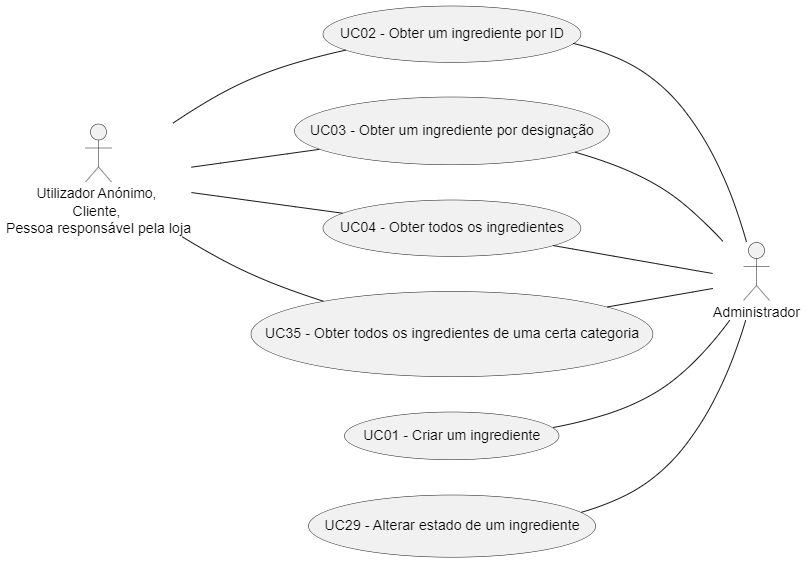 UC02 - Obter um ingrediente por ID
UC03 - Obter um ingrediente por designação
Utilizador Anónimo,
Cliente,
Pessoa responsável pela loja
UC04 - Obter todos os ingredientes
Administrador
UC35 - Obter todos os ingredientes de uma certa categoria
UC01 - Criar um ingrediente
UC29 - Alterar estado de um ingrediente